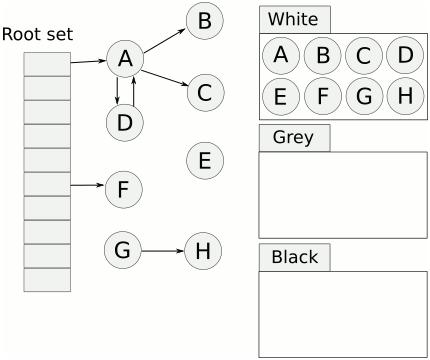 Root set
A
B
C
D
E
F
G H
White
A B C D
E F G H
Grey
Black